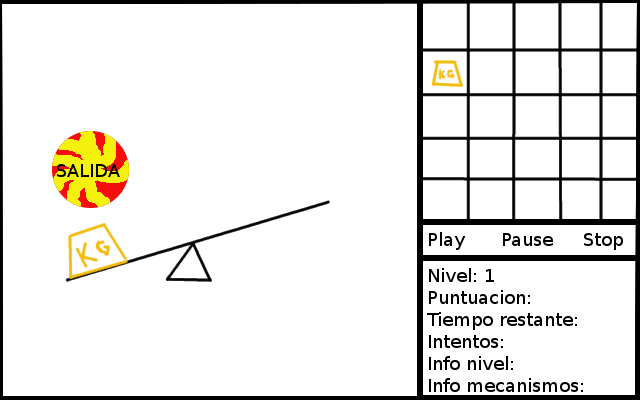 SALIDA
KG
KG
Play Pause Stop
Nivel: 1
Puntuacion:
Tiempo restante:
Intentos:
Info nivel:
Info mecanismos: